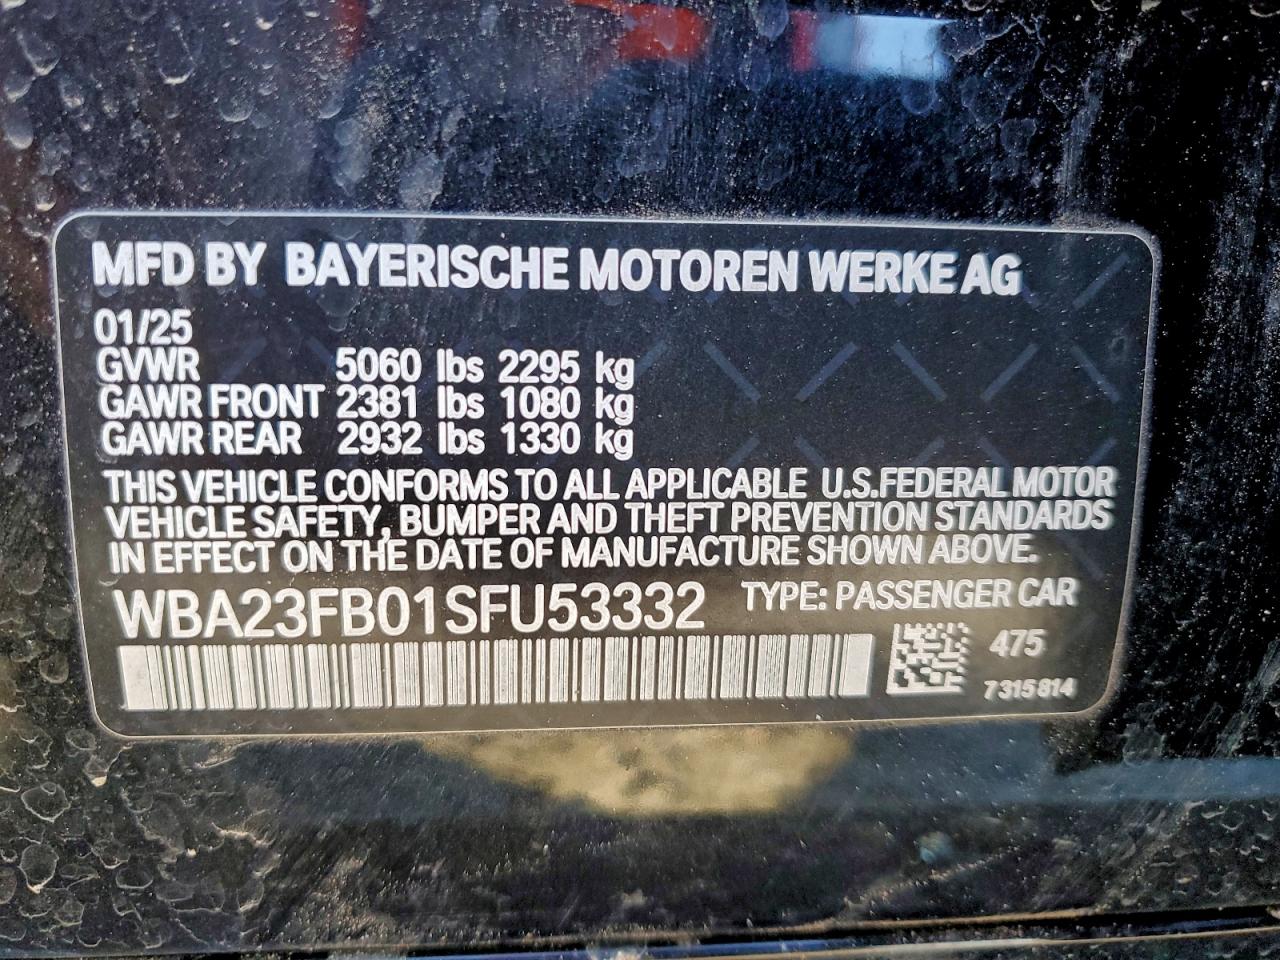 MFD BY BAYERISCHE MOTOREN WERKE AG
01/25
GVWR 5060 lbs 2295 kg
GAWR FRONT 2381 lbs 1080 kg
GAWR REAR 2932 lbs 1330 kg
THIS VEHICLE CONFORMS TO ALL APPLICABLE U.S.FEDERAL MOTOR
VEHICLE SAFETY, BUMPER AND THEFT PREVENTION STANDARDS
IN EFFECT ON THE DATE OF MANUFACTURE SHOWN ABOVE.
WBA23FB01SFU53332 TYPE: PASSENGER CAR
475
7315814